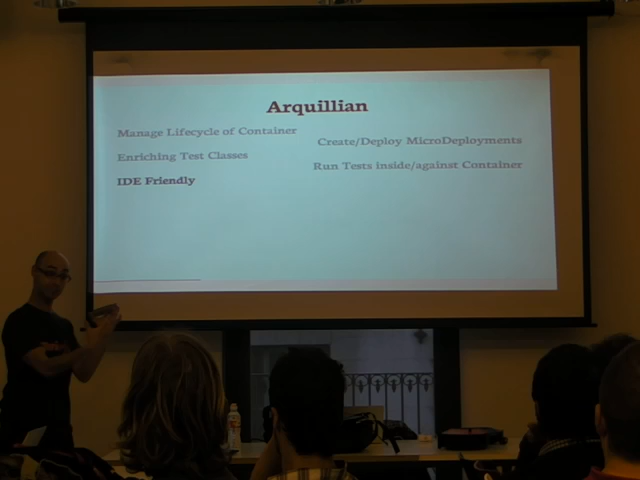 Arquillian
Manage Lifecycle of Container
Create/Deploy MicroDeployments
Enriching Test Classes
Run Tests inside/against Container
IDE Friendly